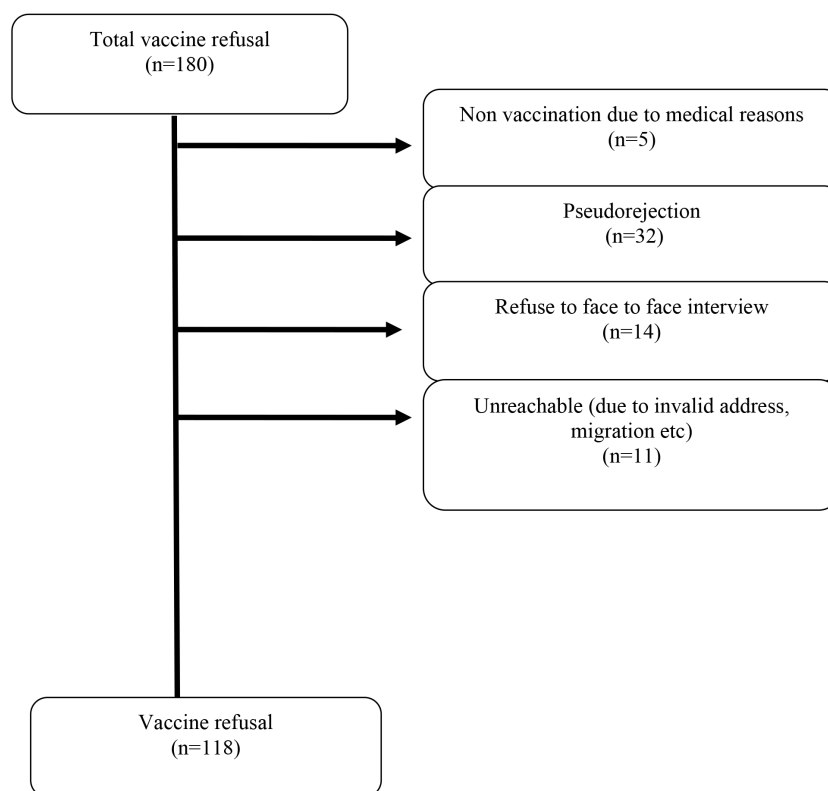 Total vaccine refusal
(n=180)
Non vaccination due to medical reasons
(n=5)
Pseudorejection
(n=32)
Refuse to face to face interview
(n=14)
Unreachable (due to invalid address,
migration etc)
(n=11)
Vaccine refusal
(n=118)